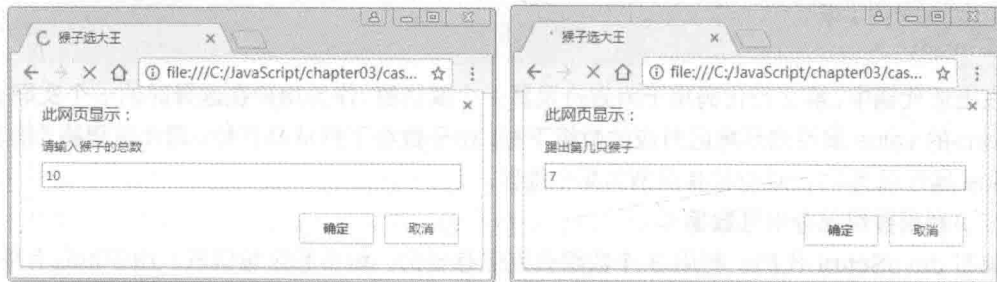 猴子选大王
file:///C:/JavaScript/chapter03/cas...
此网页显示：
请输入猴子的总数
10
确定 取消
猴子选大王
file:///C:/JavaScript/chapter03/cas...
此网页显示：
踢出第几只猴子
7
确定 取消